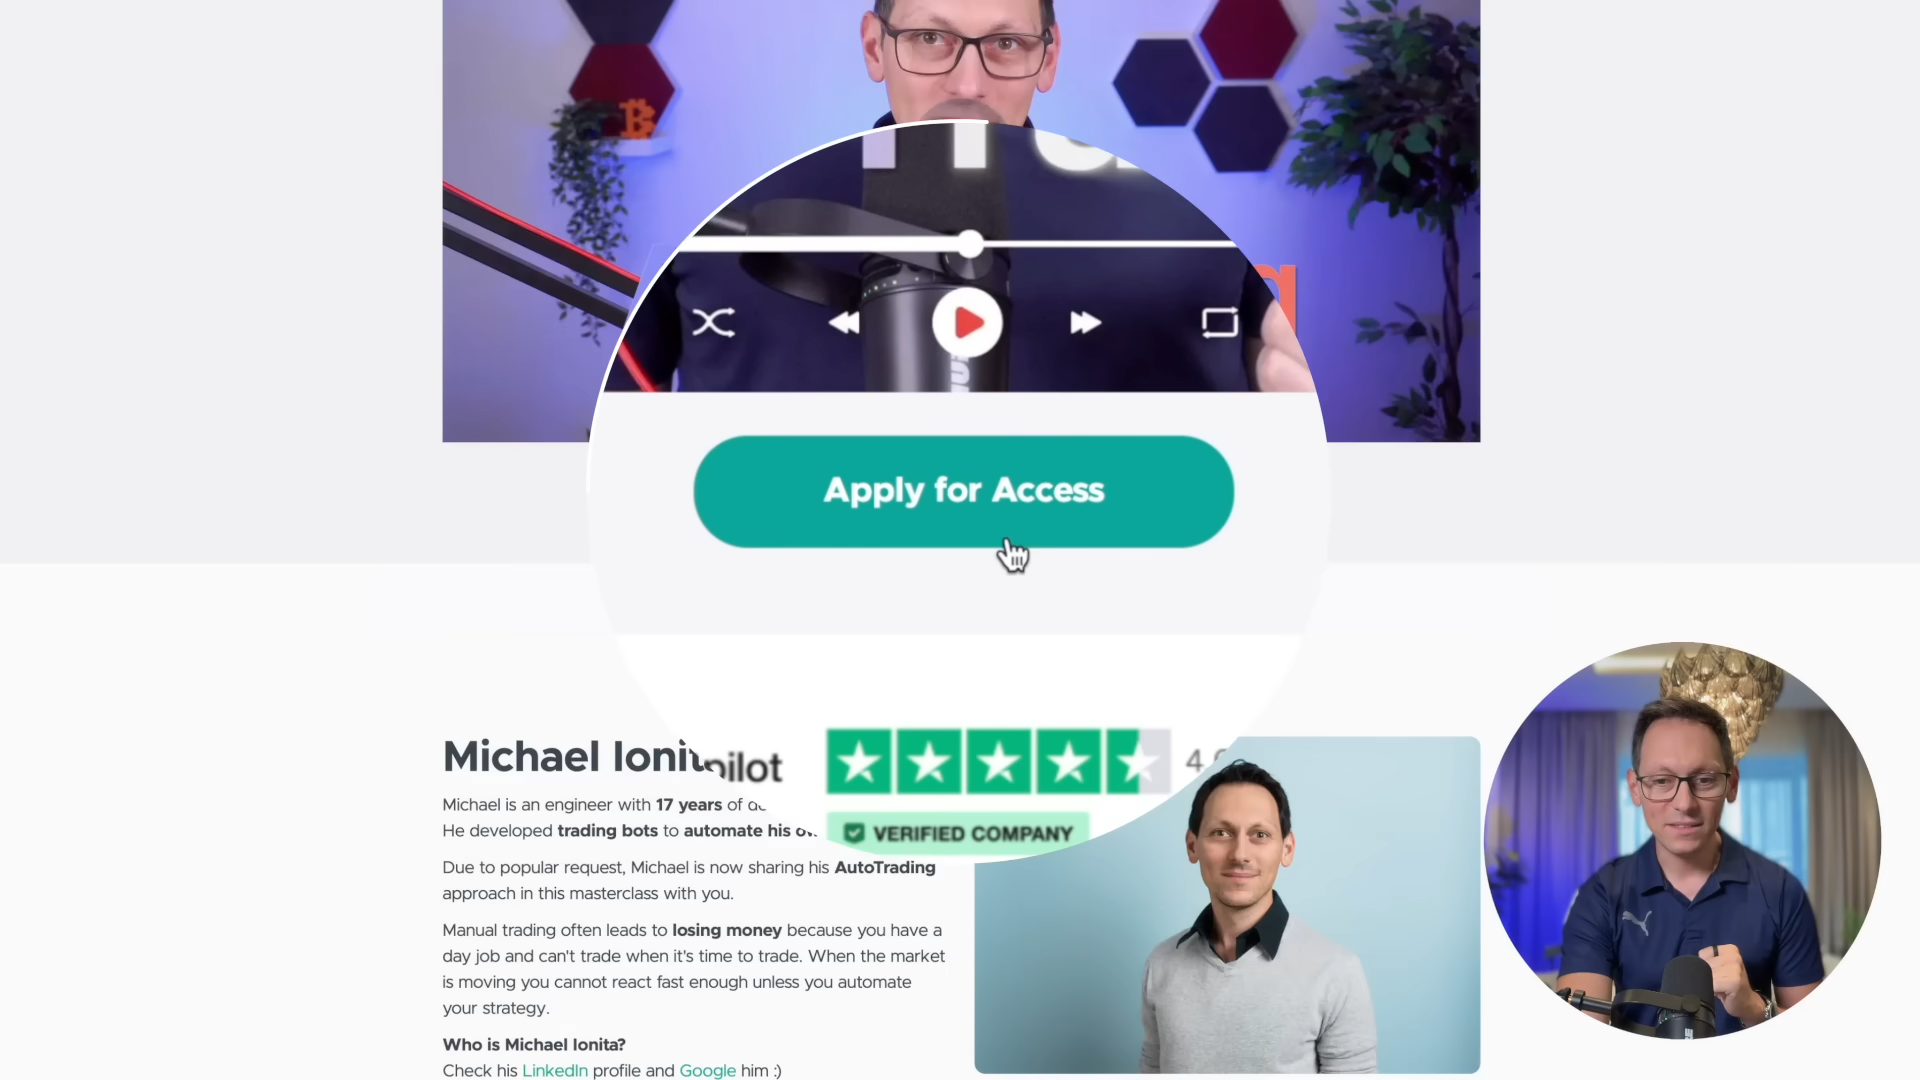 Apply for Access
pilot
VERIFIED COMPANY
Michael Ioni
Michael is an engineer with 17 years of
He developed trading bots to automate his
Due to popular request, Michael is now sharing his AutoTrading
approach in this masterclass with you.
Manual trading often leads to losing money because you have a
day job and can't trade when it's time to trade. When the market
is moving you cannot react fast enough unless you automate
your strategy.
Who is Michael Ionita?
Check his LinkedIn profile and Google him :)